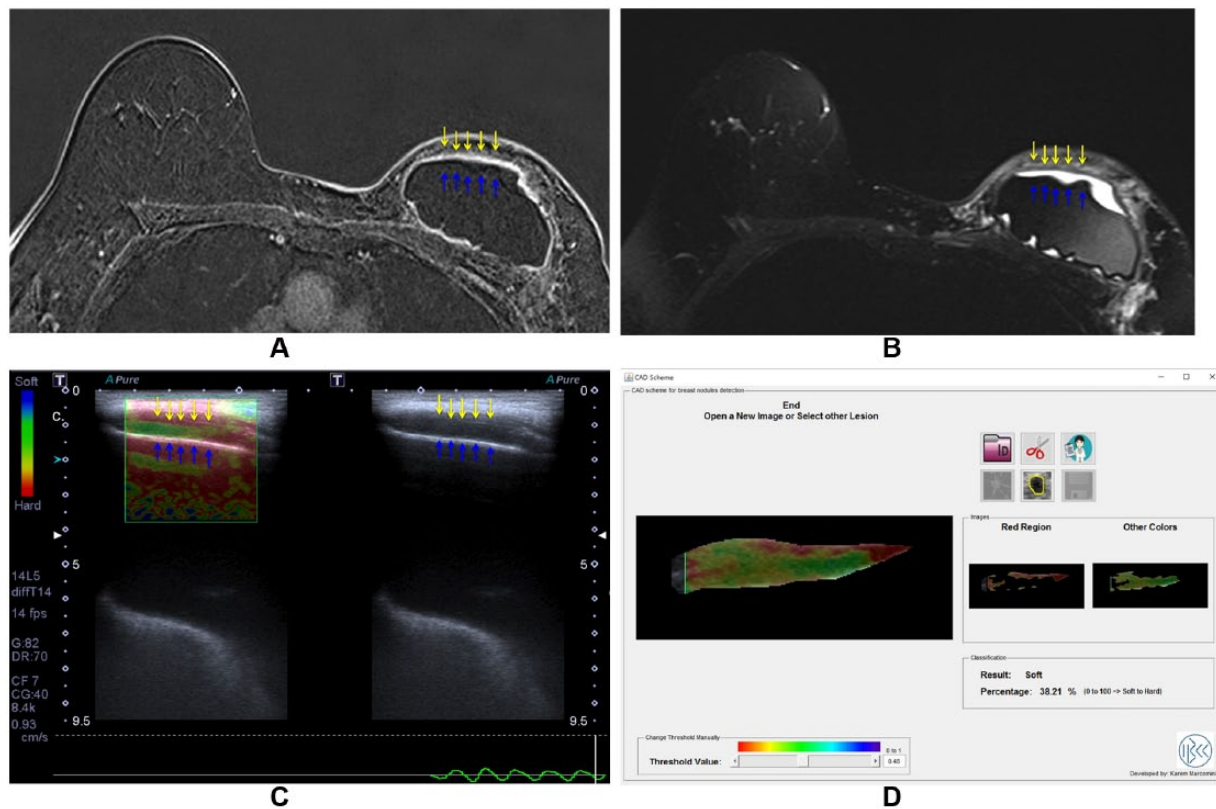 A
B
Soft
Hard
T
A Pure
T
A Pure
0
0
C.
5
5
14L5
diffT14
14 fps
G:82
DR:70
CF 7
CG:40
8.4k
0.93
cm/s
9.5
9.5
C
CAD Scheme
CAD scheme for breast nodules detection
End
Open a New Image or Select other Lesion
ID
Images
Red Region
Other Colors
Classification
Result: Soft
Percentage: 38.21 % (0 to 100 -> Soft to Hard)
Change Threshold Manually
0 to 1
Threshold Value:
0.45
Developed by: Karem Marcomini
D